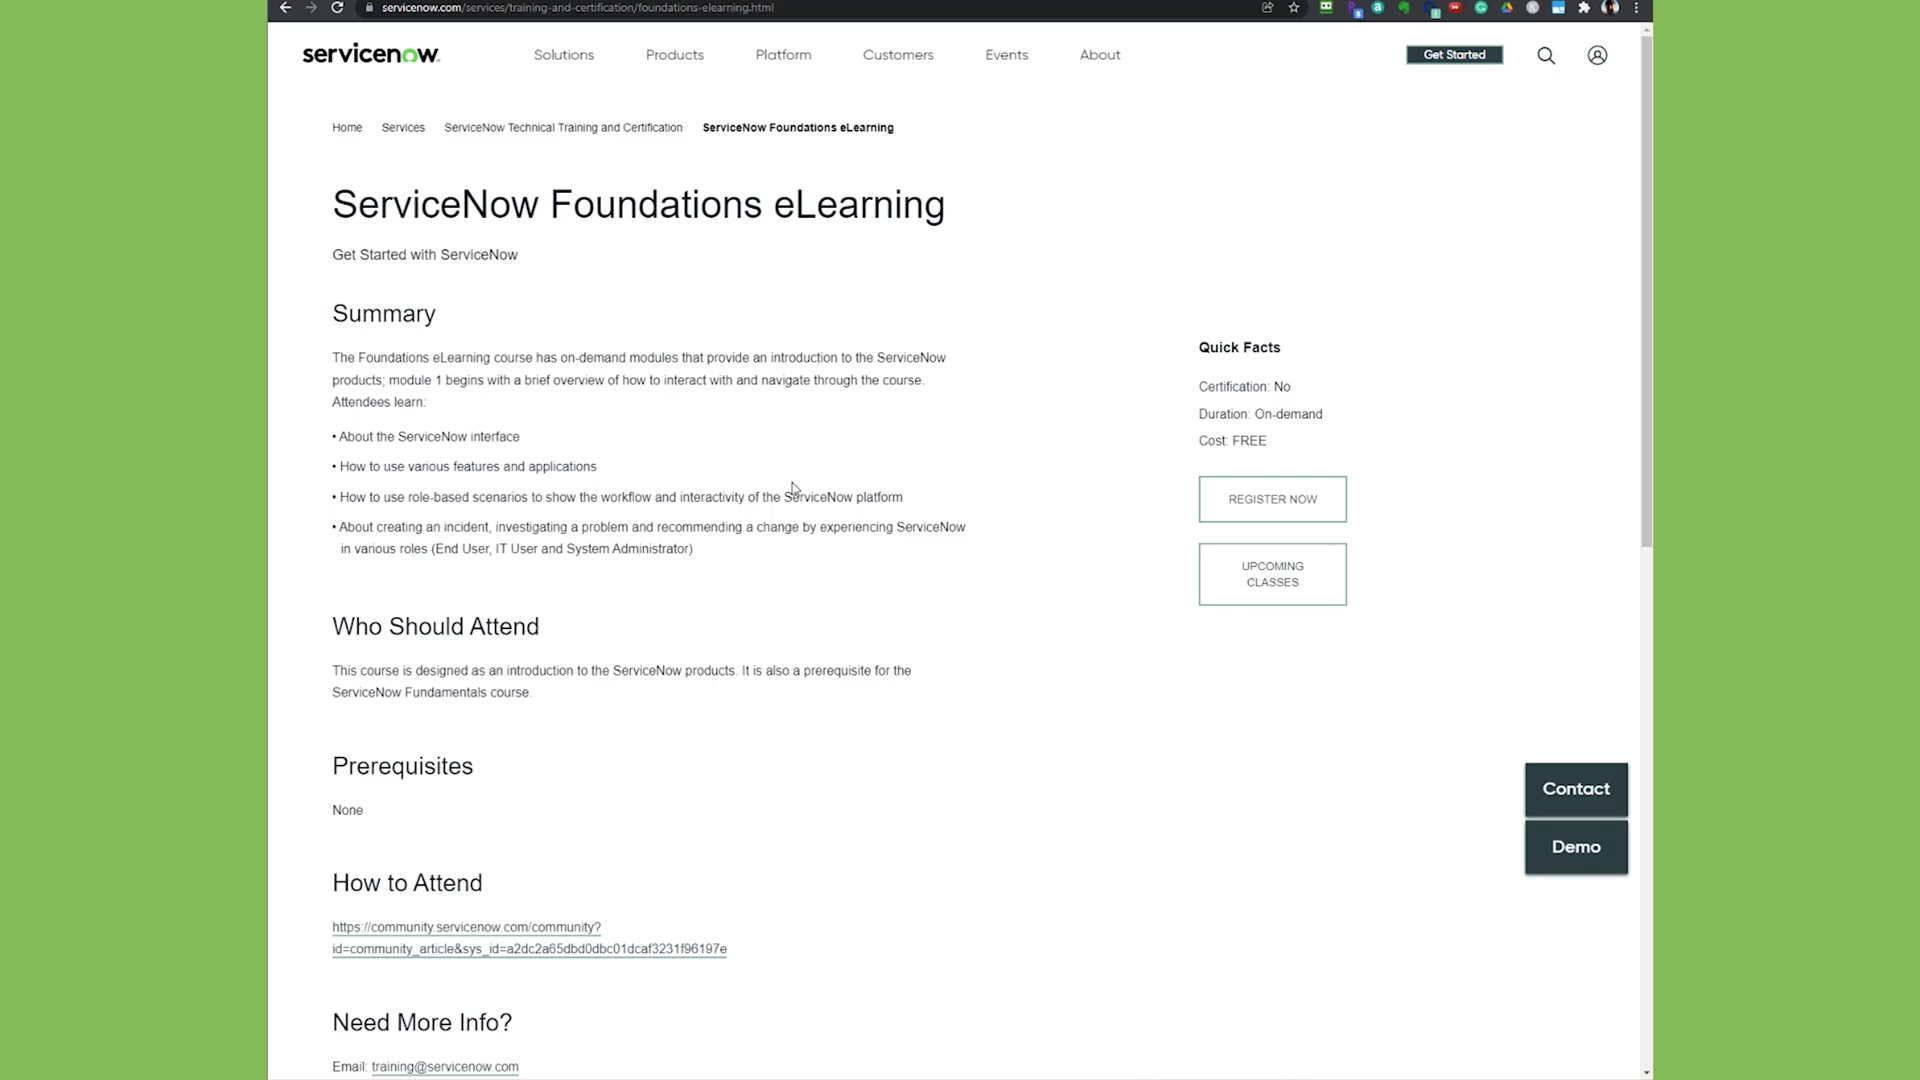 servicenow.com/services/training-and-certification/foundations-elearning.html
servicenow
Solutions
Products
Platform
Customers
Events
About
Get Started
Home
Services
ServiceNow Technical Training and Certification
ServiceNow Foundations eLearning
ServiceNow Foundations eLearning
Get Started with ServiceNow
Summary
The Foundations eLearning course has on-demand modules that provide an introduction to the ServiceNow
products; module 1 begins with a brief overview of how to interact with and navigate through the course.
Attendees learn:
• About the ServiceNow interface
• How to use various features and applications
• How to use role-based scenarios to show the workflow and interactivity of the ServiceNow platform
• About creating an incident, investigating a problem and recommending a change by experiencing ServiceNow
in various roles (End User, IT User and System Administrator)
Quick Facts
Certification: No
Duration: On-demand
Cost: FREE
REGISTER NOW
UPCOMING
CLASSES
Who Should Attend
This course is designed as an introduction to the ServiceNow products. It is also a prerequisite for the
ServiceNow Fundamentals course.
Prerequisites
None
Contact
Demo
How to Attend
https://community.servicenow.com/community?
id=community_article&sys_id=a2dc2a65dbd0dbc01dcaf3231f96197e
Need More Info?
Email: training@servicenow.com